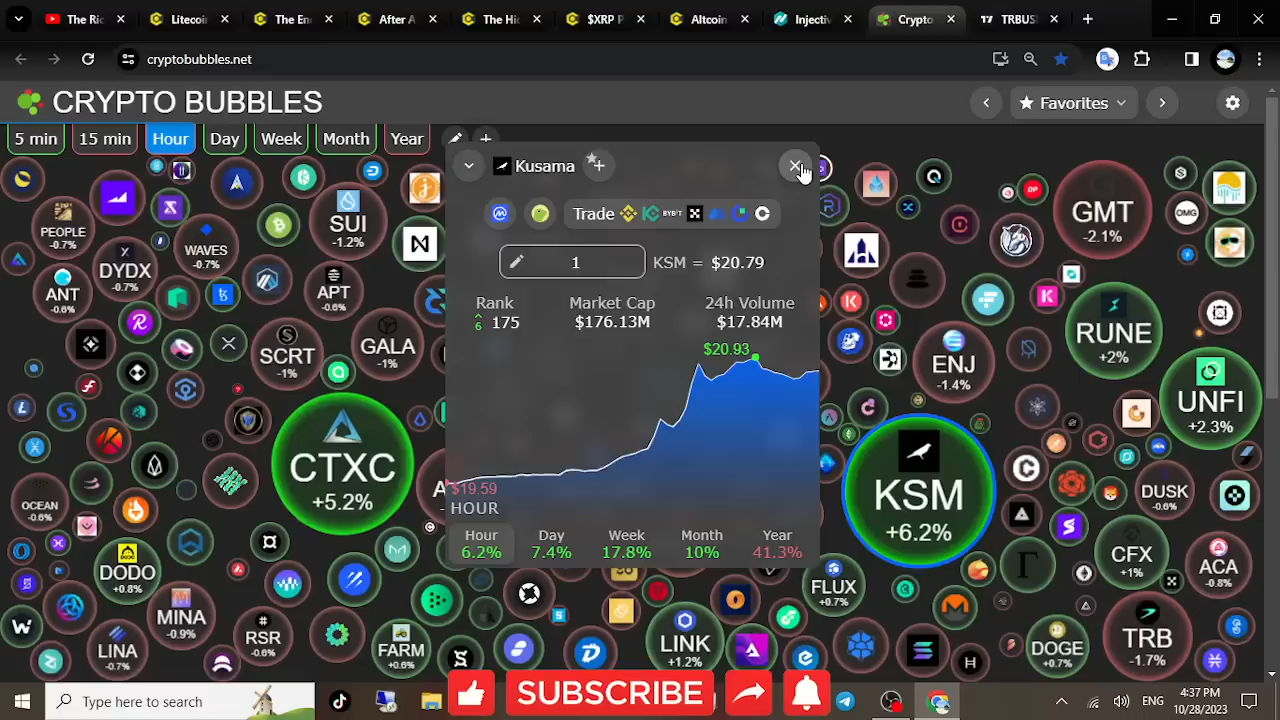 The Ric
Litecoin
The En
After A
The Hi
$XRP P
Altcoin
Injectiv
Crypto
TRBUS
cryptobubbles.net
CRYPTO BUBBLES
Favorites
5 min
15 min
Hour
Day
Week
Month
Year
Kusama
Trade
BYBIT
1
KSM = $20.79
Rank
Market Cap
24h Volume
6 175
$176.13M
$17.84M
$20.93
$19.59
HOUR
Hour
Day
Week
Month
Year
6.2%
7.4%
17.8%
10%
41.3%
PEOPLE
-0.7%
WAVES
-0.7%
SUI
-1.2%
DYDX
-0.7%
ANT
-0.6%
APT
-0.6%
SCRT
-1%
GALA
-1%
CTXC
+5.2%
OCEAN
-0.6%
DODO
+0.8%
MINA
-0.9%
LINA
-0.7%
RSR
-0.6%
FARM
+0.6%
LINK
+1.2%
GMT
-2.1%
OMG
RUNE
+2%
ENJ
-1.4%
UNFI
+2.3%
KSM
+6.2%
DUSK
-0.6%
CFX
+1%
ACA
-0.8%
FLUX
+0.7%
DOGE
+0.7%
TRB
-1.7%
SUBSCRIBE
Type here to search
ENG
4:37 PM
10/28/2023